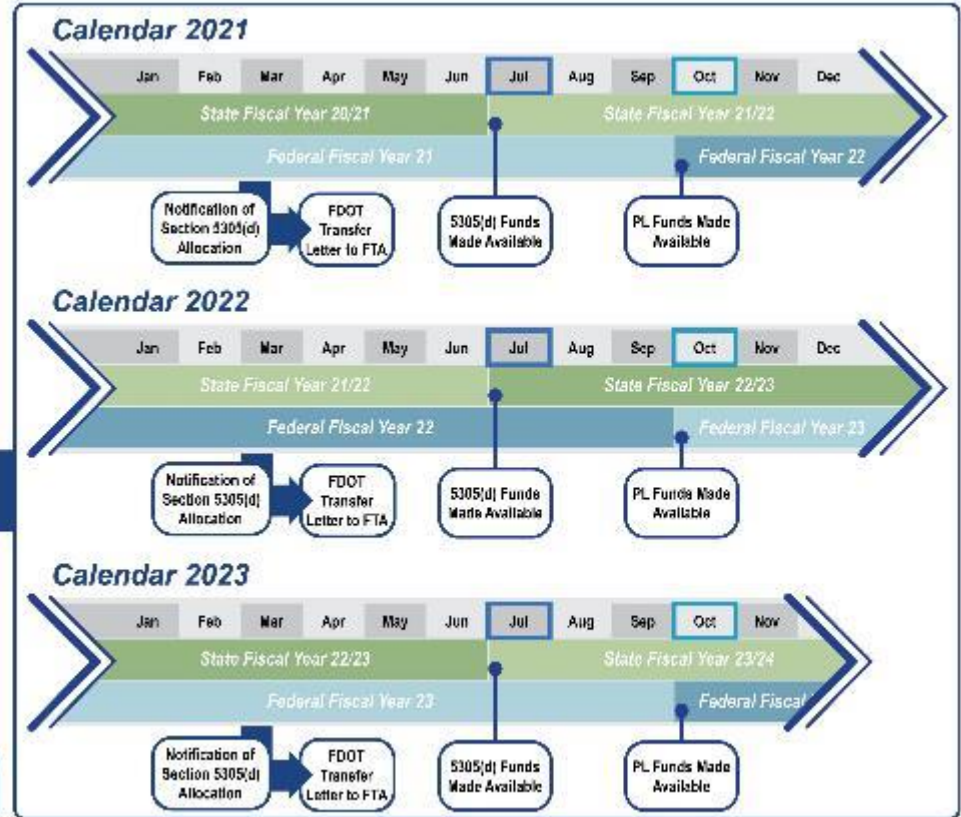 Calendar 2021
Jan Feb Mar Apr May Jun Jul Aug Sep Oct Nov Dec
State Fiscal Year 20/21 State Fiscal Year 21/22
Federal Fiscal Year 21 Federal Fiscal Year 22
Notification of
Section 5305(d)
Allocation
FDOT
Transfer
Letter to FTA
5305(d) Funds
Made Available
PL Funds Made
Available
Calendar 2022
Jan Feb Mar Apr May Jun Jul Aug Sep Oct Nov Dec
State Fiscal Year 21/22 State Fiscal Year 22/23
Federal Fiscal Year 22 Federal Fiscal Year 23
Notification of
Section 5305(d)
Allocation
FDOT
Transfer
Letter to FTA
5305(d) Funds
Made Available
PL Funds Made
Available
Calendar 2023
Jan Feb Mar Apr May Jun Jul Aug Sep Oct Nov
State Fiscal Year 22/23 State Fiscal Year 23/24
Federal Fiscal Year 23 Federal Fiscal
Notification of
Section 5305(d)
Allocation
FDOT
Transfer
Letter to FTA
5305(d) Funds
Made Available
PL Funds Made
Available